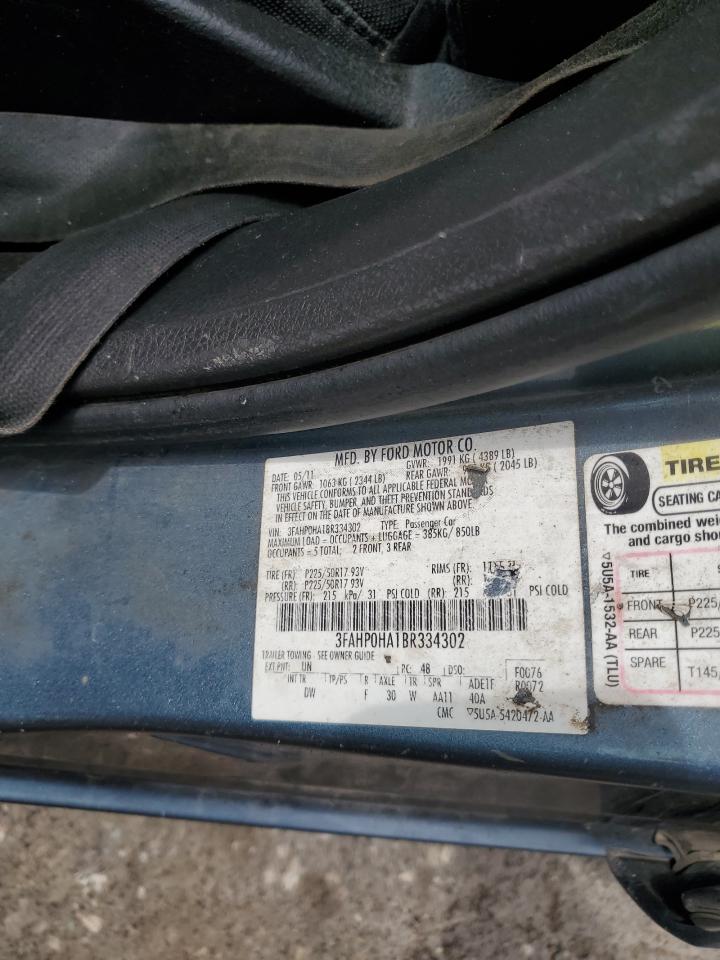 MFD. BY FORD MOTOR CO.
DATE: 05/11 GVWR: 1991 KG ( 4389 LB)
FRONT GAWR: 1063 KG ( 2344 LB) REAR GAWR: KG ( 2045 LB)
THIS VEHICLE CONFORMS TO ALL APPLICABLE FEDERAL
VEHICLE SAFETY, BUMPER, AND THEFT PREVENTION STANDARDS
IN EFFECT ON THE DATE OF MANUFACTURE SHOWN ABOVE.
VIN: 3FAHP0HA1BR334302 TYPE: Passenger Car
MAXIMUM LOAD = OCCUPANTS + LUGGAGE = 385KG/ 850LB
OCCUPANTS = 5 TOTAL, 2 FRONT, 3 REAR
TIRE (FR): P225/50R17 93V RIMS (FR):
(RR): P225/50R17 93V (RR):
PRESSURE (FR): 215 kPa/ 31 PSI COLD (RR): 215 PSI COLD
3FAHP0HA1BR334302
TRAILER TOWING - SEE OWNER GUIDE
EXT PNT: UN RC: 48 DSO: F0076
R0072
INT TR TP/PS R AXLE TR SPR ADE1F
DW F 30 W AA11 40A
CMC ▽5U5A-5420472-AA
TIRE
SEATING CA
The combined wei
and cargo shou
TIRE
FRONT P225/
REAR P225
SPARE T145/
▽5U5A-1532-AA (TLU)